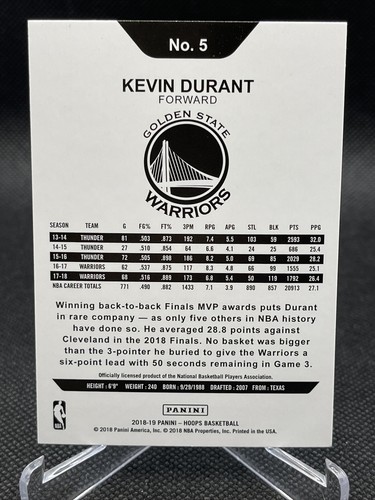 No. 5
KEVIN DURANT
FORWARD
GOLDEN STATE
WARRIORS
SEASON TEAM G FG% FT% 3PM RPG APG STL BLK PTS PPG
13-14 THUNDER 81 .503 .873 192 7.4 5.5 103 59 2593 32.0
14-15 THUNDER 27 .510 .854 64 6.6 4.1 24 25 686 25.4
15-16 THUNDER 72 .505 .898 186 8.2 5.0 69 85 2029 28.2
16-17 WARRIORS 62 .537 .875 117 8.3 4.8 66 99 1555 25.1
17-18 WARRIORS 68 .516 .889 173 6.8 5.4 50 119 1792 26.4
NBA CAREER TOTALS 771 .490 .882 1433 7.1 3.9 890 857 20913 27.1
Winning back-to-back Finals MVP awards puts Durant
in rare company — as only five others in NBA history
have done so. He averaged 28.8 points against
Cleveland in the 2018 Finals. No basket was bigger
than the 3-pointer he buried to give the Warriors a
six-point lead with 50 seconds remaining in Game 3.
Officially licensed product of the National Basketball Players Association.
HEIGHT: 6'9" WEIGHT: 240 BORN: 9/29/1988 DRAFTED: 2007 FROM: TEXAS
PANINI
NBA
2018-19 PANINI - HOOPS BASKETBALL
© 2018 Panini America, Inc. © 2018 NBA Properties, Inc. Printed in the USA.